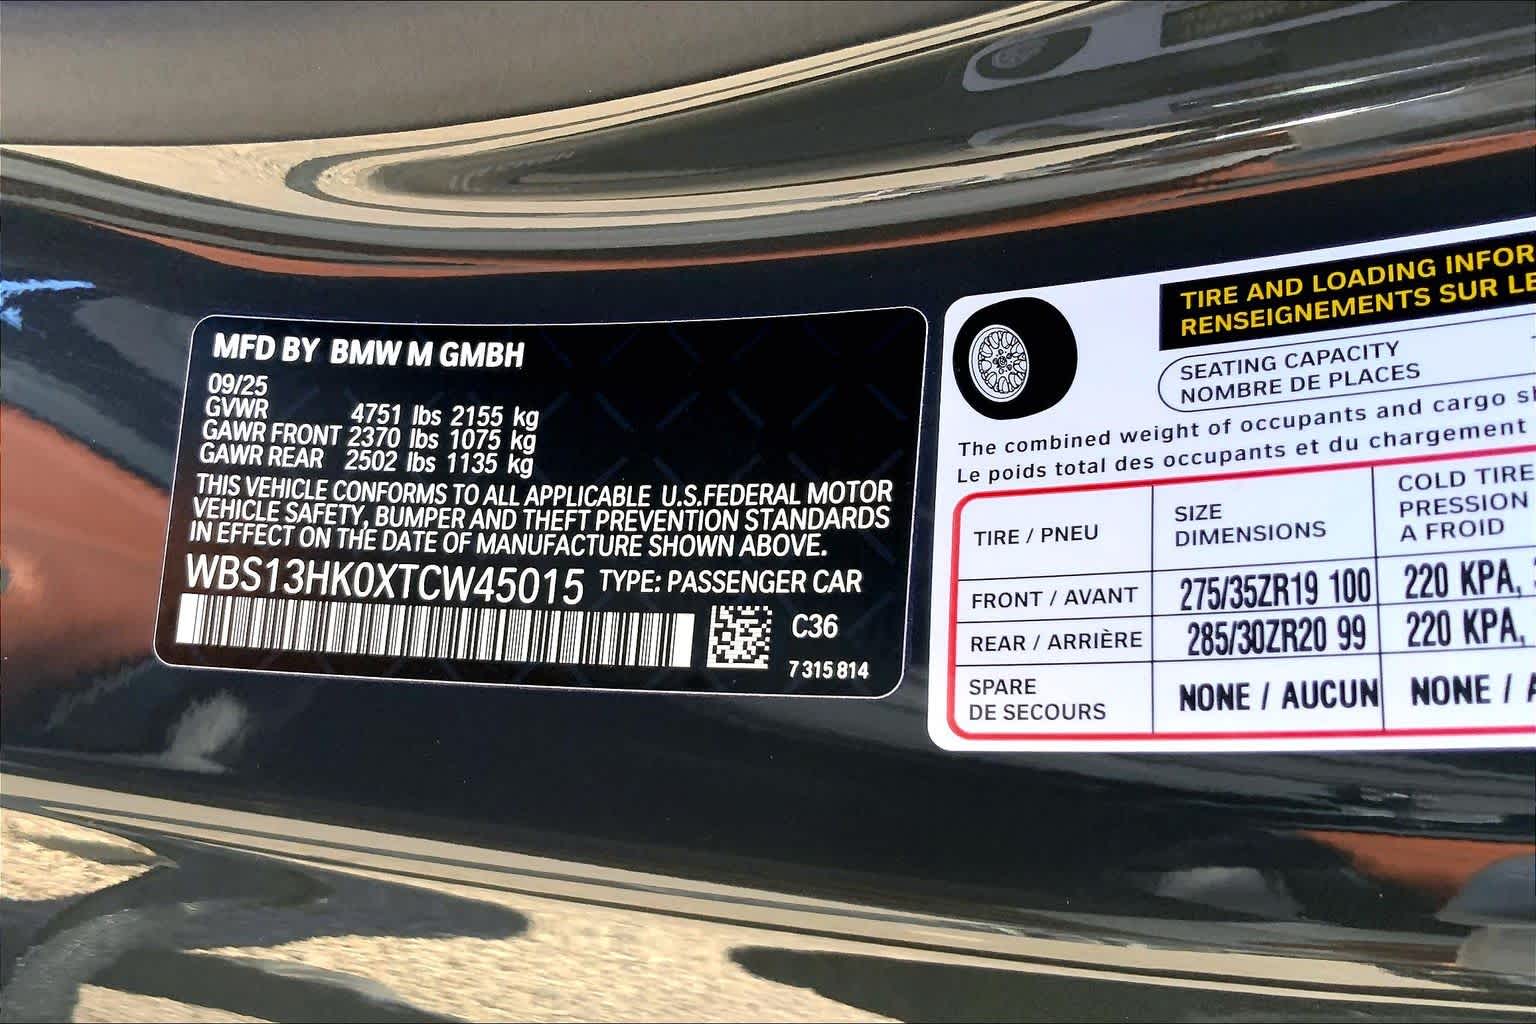 MFD BY BMW M GMBH
09/25
GVWR 4751 lbs 2155 kg
GAWR FRONT 2370 lbs 1075 kg
GAWR REAR 2502 lbs 1135 kg
THIS VEHICLE CONFORMS TO ALL APPLICABLE U.S.FEDERAL MOTOR
VEHICLE SAFETY, BUMPER AND THEFT PREVENTION STANDARDS
IN EFFECT ON THE DATE OF MANUFACTURE SHOWN ABOVE.
WBS13HK0XTCW45015 TYPE: PASSENGER CAR
C36
7 315 814
TIRE AND LOADING INFOR
RENSEIGNEMENTS SUR LE
SEATING CAPACITY
NOMBRE DE PLACES
The combined weight of occupants and cargo sh
Le poids total des occupants et du chargement
TIRE / PNEU
SIZE
DIMENSIONS
COLD TIRE
PRESSION
A FROID
FRONT / AVANT 275/35ZR19 100 220 KPA,
REAR / ARRIÈRE 285/30ZR20 99 220 KPA,
SPARE
DE SECOURS
NONE / AUCUN NONE / A